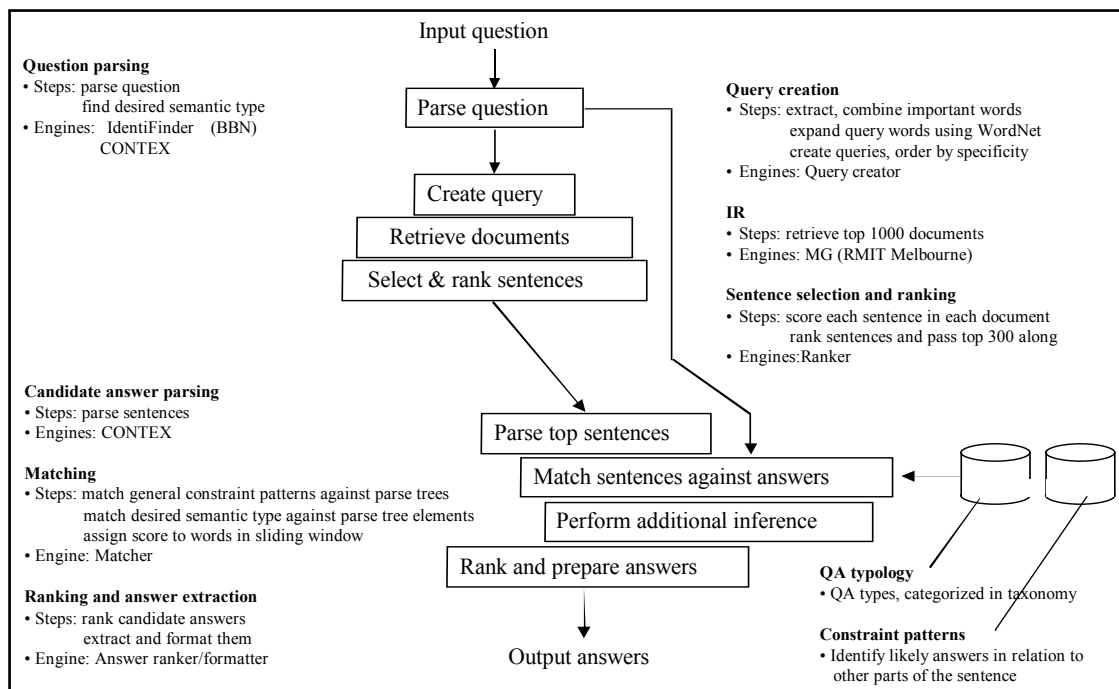 Input question
Question parsing
• Steps: parse question
find desired semantic type
• Engines: IdentiFinder (BBN)
CONTEX
Parse question
Create query
Retrieve documents
Select & rank sentences
Query creation
• Steps: extract, combine important words
expand query words using WordNet
create queries, order by specificity
• Engines: Query creator
IR
• Steps: retrieve top 1000 documents
• Engines: MG (RMIT Melbourne)
Sentence selection and ranking
• Steps: score each sentence in each document
rank sentences and pass top 300 along
• Engines:Ranker
Candidate answer parsing
• Steps: parse sentences
• Engines: CONTEX
Matching
• Steps: match general constraint patterns against parse trees
match desired semantic type against parse tree elements
assign score to words in sliding window
• Engine: Matcher
Ranking and answer extraction
• Steps: rank candidate answers
extract and format them
• Engine: Answer ranker/formatter
Parse top sentences
Match sentences against answers
Perform additional inference
Rank and prepare answers
Output answers
QA typology
• QA types, categorized in taxonomy
Constraint patterns
• Identify likely answers in relation to
other parts of the sentence